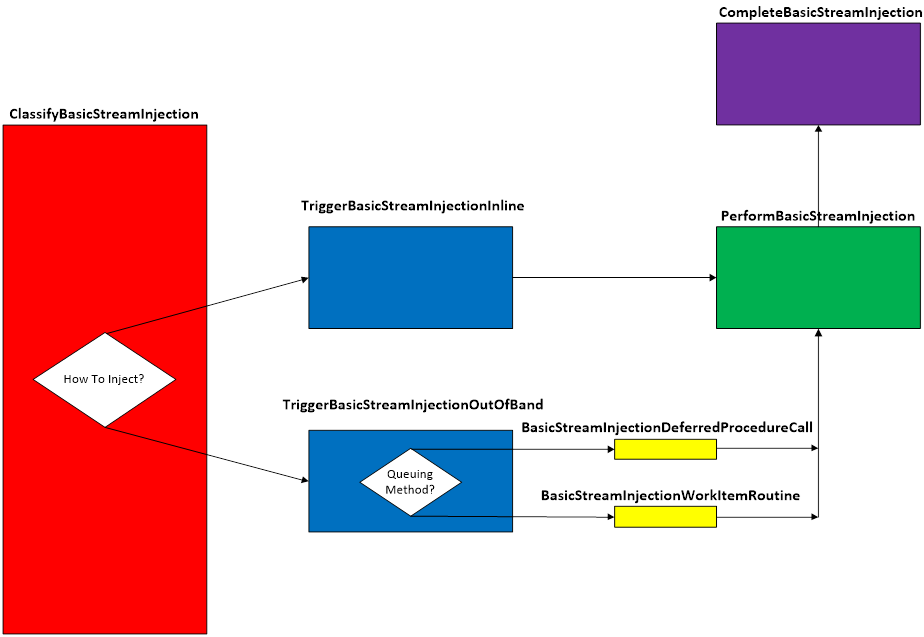 CompleteBasicStreamInjection
ClassifyBasicStreamInjection
TriggerBasicStreamInjectionInline
PerformBasicStreamInjection
How To Inject?
TriggerBasicStreamInjectionOutOfBand
BasicStreamInjectionDeferredProcedureCall
Queuing
Method?
BasicStreamInjectionWorkItemRoutine